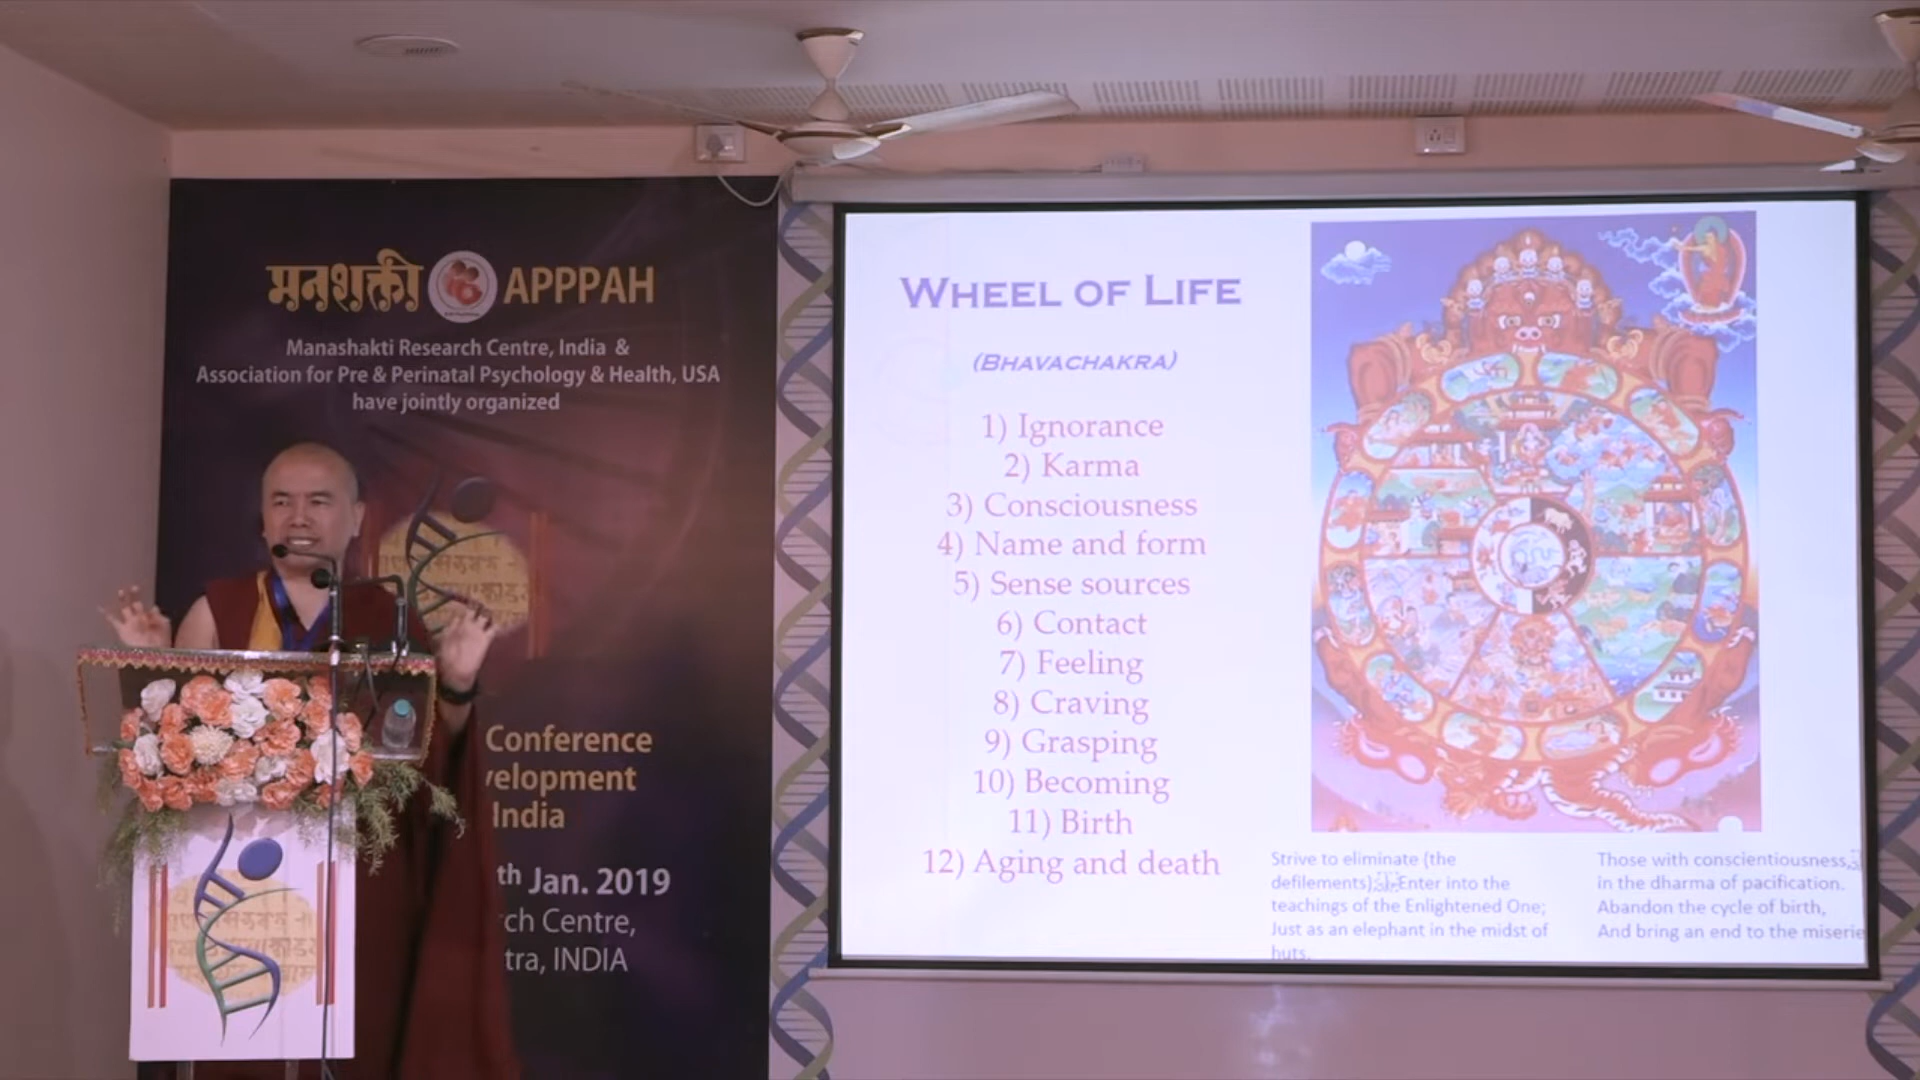 मनशक्ती APPPAH
Manashakti Research Centre, India &
Association for Pre & Perinatal Psychology & Health, USA
have jointly organized
Conference
velopment
India
th Jan. 2019
ch Centre,
tra, INDIA
WHEEL OF LIFE
(BHAVACHAKRA)
1) Ignorance
2) Karma
3) Consciousness
4) Name and form
5) Sense sources
6) Contact
7) Feeling
8) Craving
9) Grasping
10) Becoming
11) Birth
12) Aging and death
Strive to eliminate (the
defilements) Enter into the
teachings of the Enlightened One;
Just as an elephant in the midst of
huts.
Those with conscientiousness,
in the dharma of pacification.
Abandon the cycle of birth,
And bring an end to the miserie